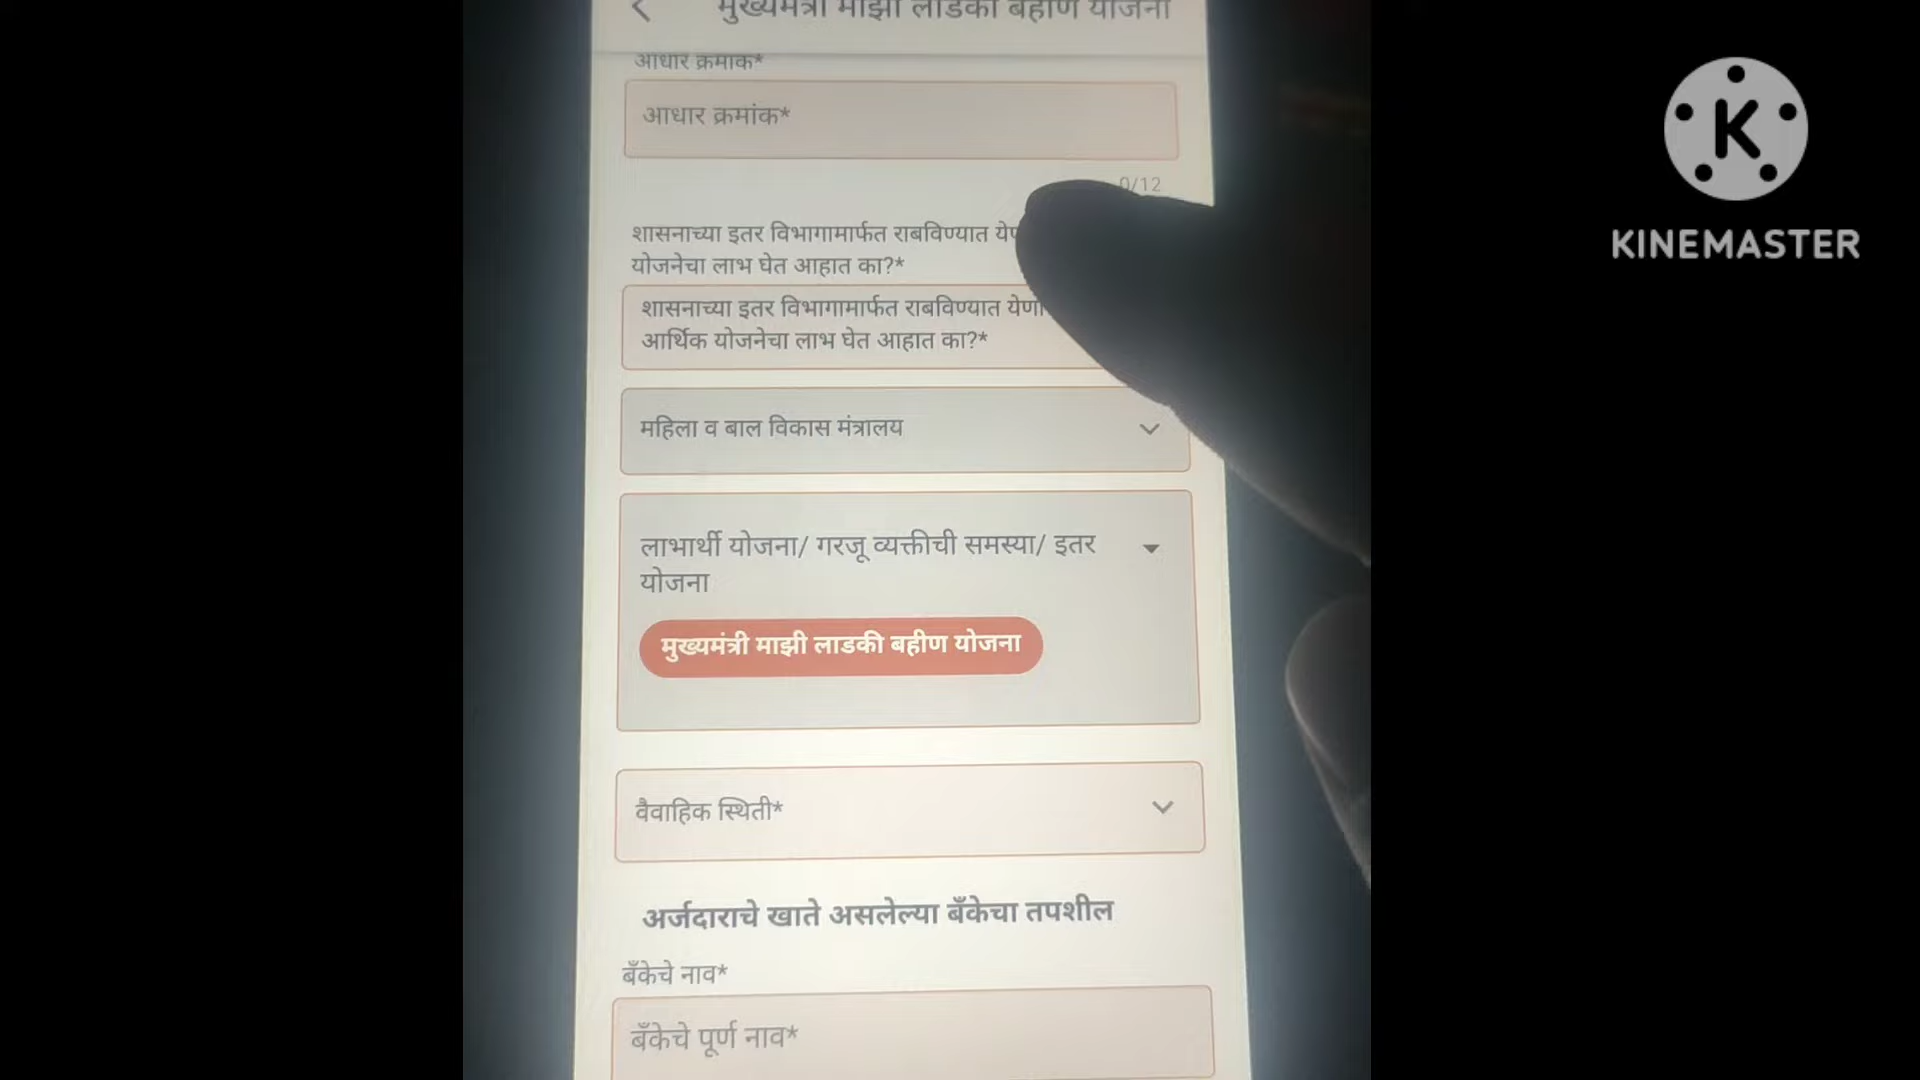 मुख्यमंत्री माझी लाडकी बहीण योजना
आधार क्रमांक*
आधार क्रमांक*
0/12
शासनाच्या इतर विभागामार्फत राबविण्यात
योजनेचा लाभ घेत आहात का?*
शासनाच्या इतर विभागामार्फत राबविण्यात
आर्थिक योजनेचा लाभ घेत आहात का?*
महिला व बाल विकास मंत्रालय
लाभार्थी योजना/ गरजू व्यक्तीची समस्या/ इतर
योजना
मुख्यमंत्री माझी लाडकी बहीण योजना
वैवाहिक स्थिती*
अर्जदाराचे खाते असलेल्या बँकेचा तपशील
बँकेचे नाव*
बँकेचे पूर्ण नाव*
K
KINEMASTER